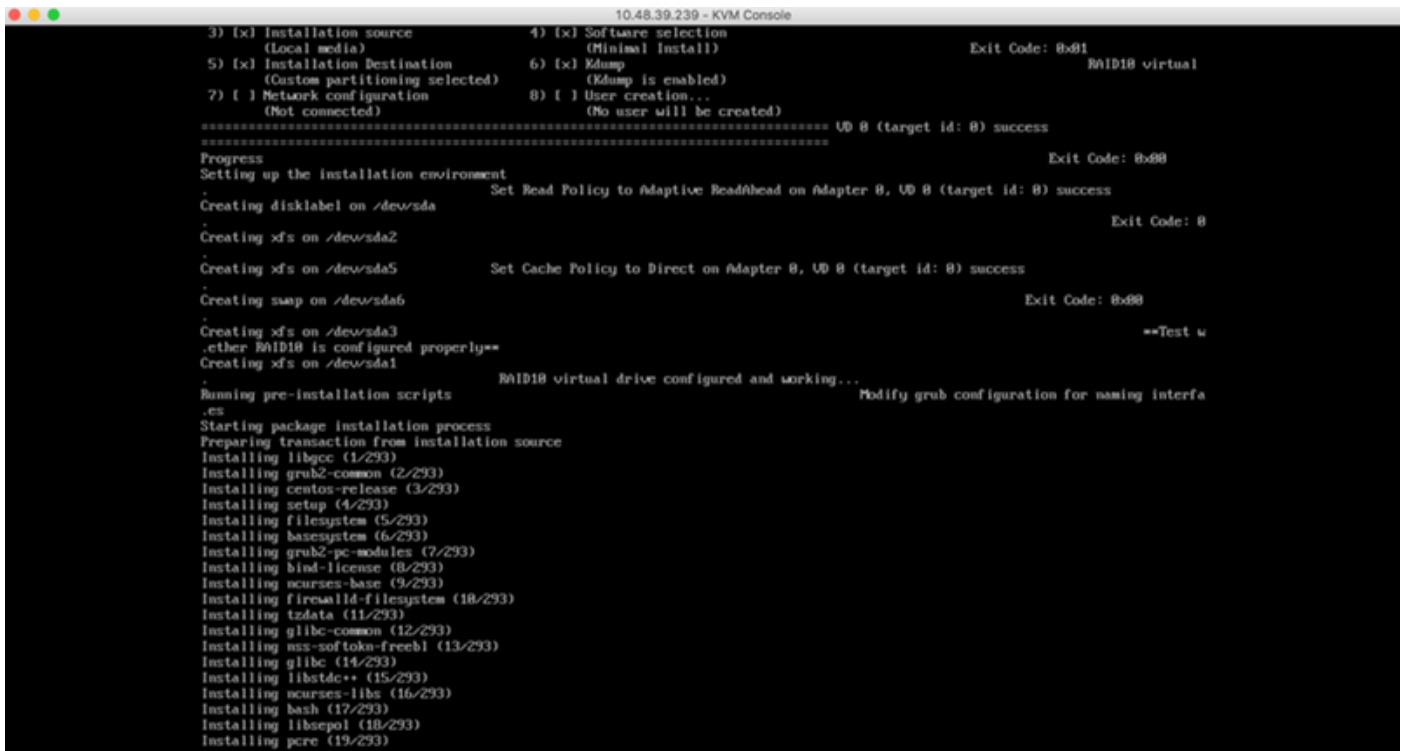 10.48.39.239 - KVM Console
3) [x] Installation source 4) [x] Software selection
(Local media) (Minimal Install) Exit Code: 0x01
5) [x] Installation Destination 6) [x] Kdump RAID10 virtual
(Custom partitioning selected) (Kdump is enabled)
7) [ ] Network configuration 8) [ ] User creation...
(Not connected) (No user will be created)
================================================================================ VD 0 (target id: 0) success
================================================================================
Progress Exit Code: 0x00
Setting up the installation environment
. Set Read Policy to Adaptive ReadAhead on Adapter 0, VD 0 (target id: 0) success
Creating disklabel on /dev/sda
. Exit Code: 0
Creating xfs on /dev/sda2
.
Creating xfs on /dev/sda5 Set Cache Policy to Direct on Adapter 0, VD 0 (target id: 0) success
.
Creating swap on /dev/sda6 Exit Code: 0x00
.
Creating xfs on /dev/sda3 **Test w
.ether RAID10 is configured properly**
Creating xfs on /dev/sda1
. RAID10 virtual drive configured and working...
Running pre-installation scripts Modify grub configuration for naming interfa
.es
Starting package installation process
Preparing transaction from installation source
Installing libgcc (1/293)
Installing grub2-common (2/293)
Installing centos-release (3/293)
Installing setup (4/293)
Installing filesystem (5/293)
Installing basesystem (6/293)
Installing grub2-pc-modules (7/293)
Installing bind-license (8/293)
Installing ncurses-base (9/293)
Installing firewalld-filesystem (10/293)
Installing tzdata (11/293)
Installing glibc-common (12/293)
Installing nss-softokn-freebl (13/293)
Installing glibc (14/293)
Installing libstdc++ (15/293)
Installing ncurses-libs (16/293)
Installing bash (17/293)
Installing libsepol (18/293)
Installing pcre (19/293)